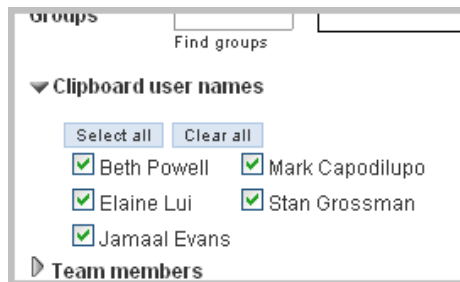 Groups
Find groups
Clipboard user names
Select all Clear all
Beth Powell Mark Capodilupo
Elaine Lui Stan Grossman
Jamaal Evans
Team members